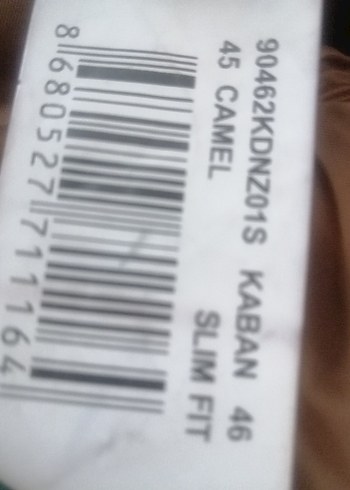 90462KDNZ01S KABAN 46
45 CAMEL SLIM FIT
8 680527 711164